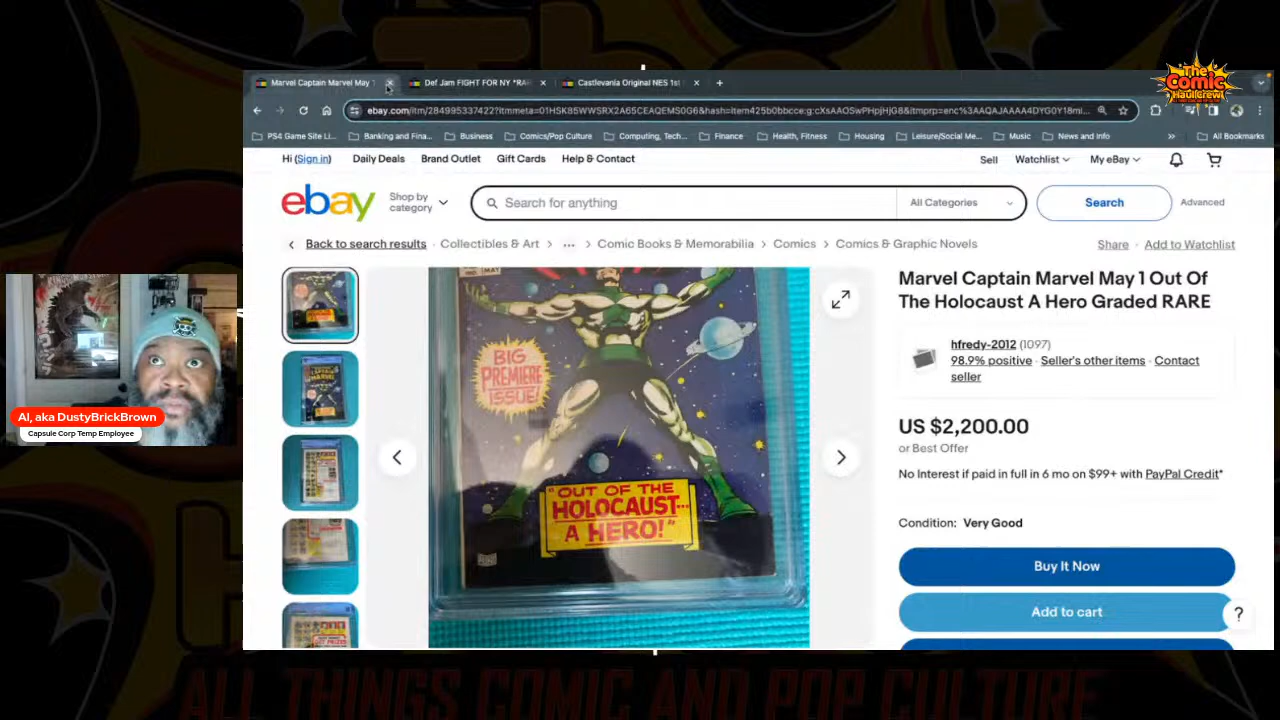 Marvel Captain Marvel May 1
Def Jam FIGHT FOR NY *RA
Castlevania Original NES 1st
The
Comic
Haul Crew
PS4 Game Site Li...
Banking and Fina...
Business
Comics/Pop Culture
Computing, Tech...
Finance
Health, Fitness
Housing
Leisure/Social Me...
Music
News and Info
»
All Bookmarks
Hi (Sign in)
Daily Deals
Brand Outlet
Gift Cards
Help & Contact
Sell
Watchlist
My eBay
ebay
Shop by
category
Search for anything
All Categories
Search
Advanced
Back to search results
Collectibles & Art
...
Comic Books & Memorabilia
Comics
Comics & Graphic Novels
Share
Add to Watchlist
MAY
BIG
PREMIERE
ISSUE!
"OUT OF THE
HOLOCAUST--
A HERO!"
Marvel Captain Marvel May 1 Out Of
The Holocaust A Hero Graded RARE
hfredy-2012 (1097)
98.9% positive · Seller's other items · Contact
seller
US $2,200.00
or Best Offer
No Interest if paid in full in 6 mo on $99+ with PayPal Credit*
Condition: Very Good
Buy It Now
Add to cart
?
Al, aka DustyBrickBrown
Capsule Corp Temp Employee
ALL THINGS COMIC AND POP CULTURE